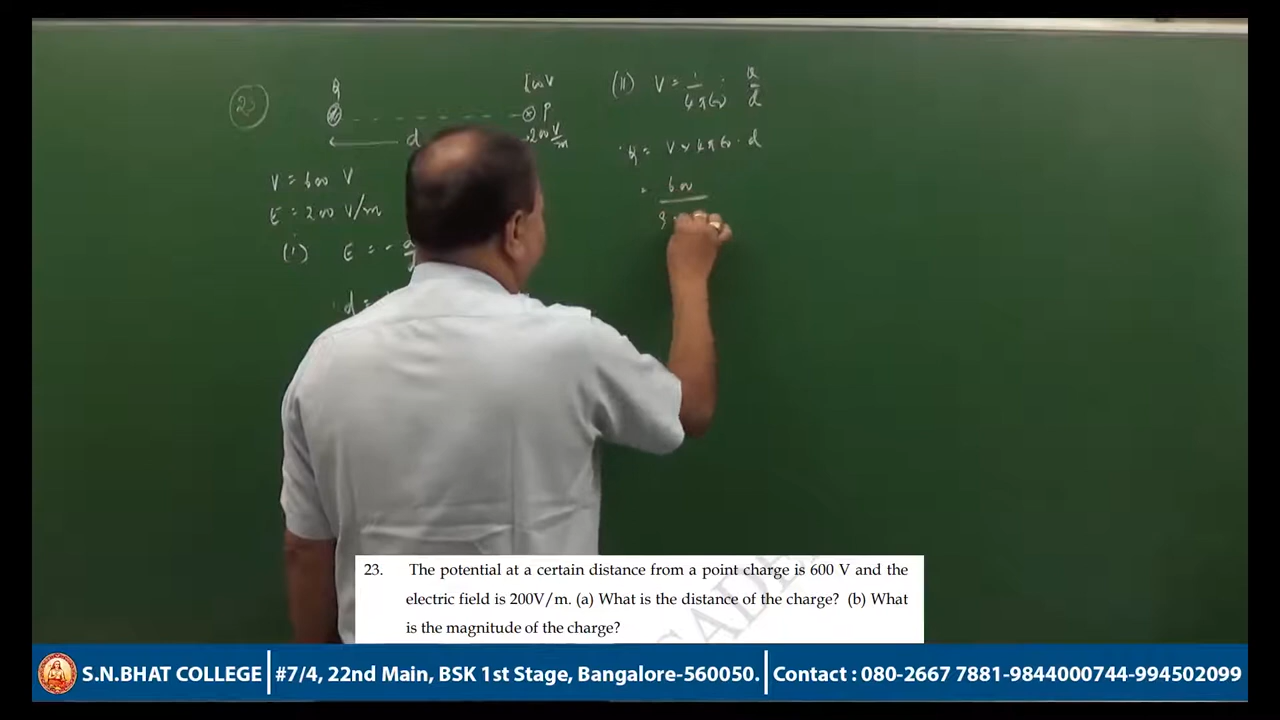 23
Q
600V
P
d
200 V/m
V = 600 V
E = 200 V/m
(i) E = -
d =
(II) V = 1/4πε₀ · Q/d
Q = V × 4πε₀ · d
= 600
9
23. The potential at a certain distance from a point charge is 600 V and the
electric field is 200V/m. (a) What is the distance of the charge? (b) What
is the magnitude of the charge?
S.N.BHAT COLLEGE #7/4, 22nd Main, BSK 1st Stage, Bangalore-560050. Contact : 080-2667 7881-9844000744-994502099